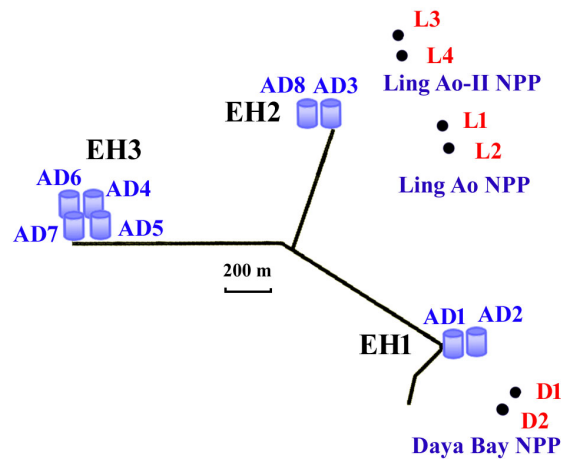 L3
L4
Ling Ao-II NPP
AD8 AD3
EH2
L1
L2
Ling Ao NPP
EH3
AD6 AD4
AD7 AD5
200 m
AD1 AD2
EH1
D1
D2
Daya Bay NPP